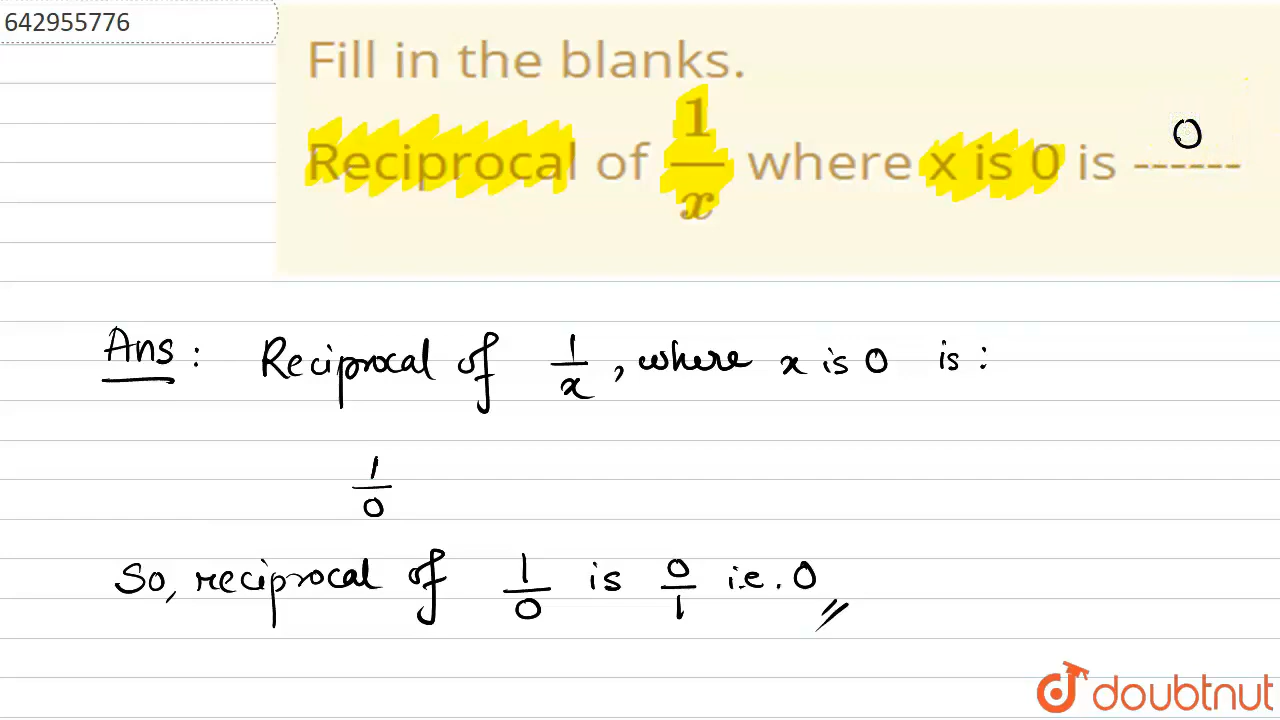 642955776
Fill in the blanks.
Reciprocal of 1/x where x is 0 is ------ 0
Ans: Reciprocal of 1/x, where x is 0 is:
1/0
So, reciprocal of 1/0 is 0/1 i.e. 0
doubtnut